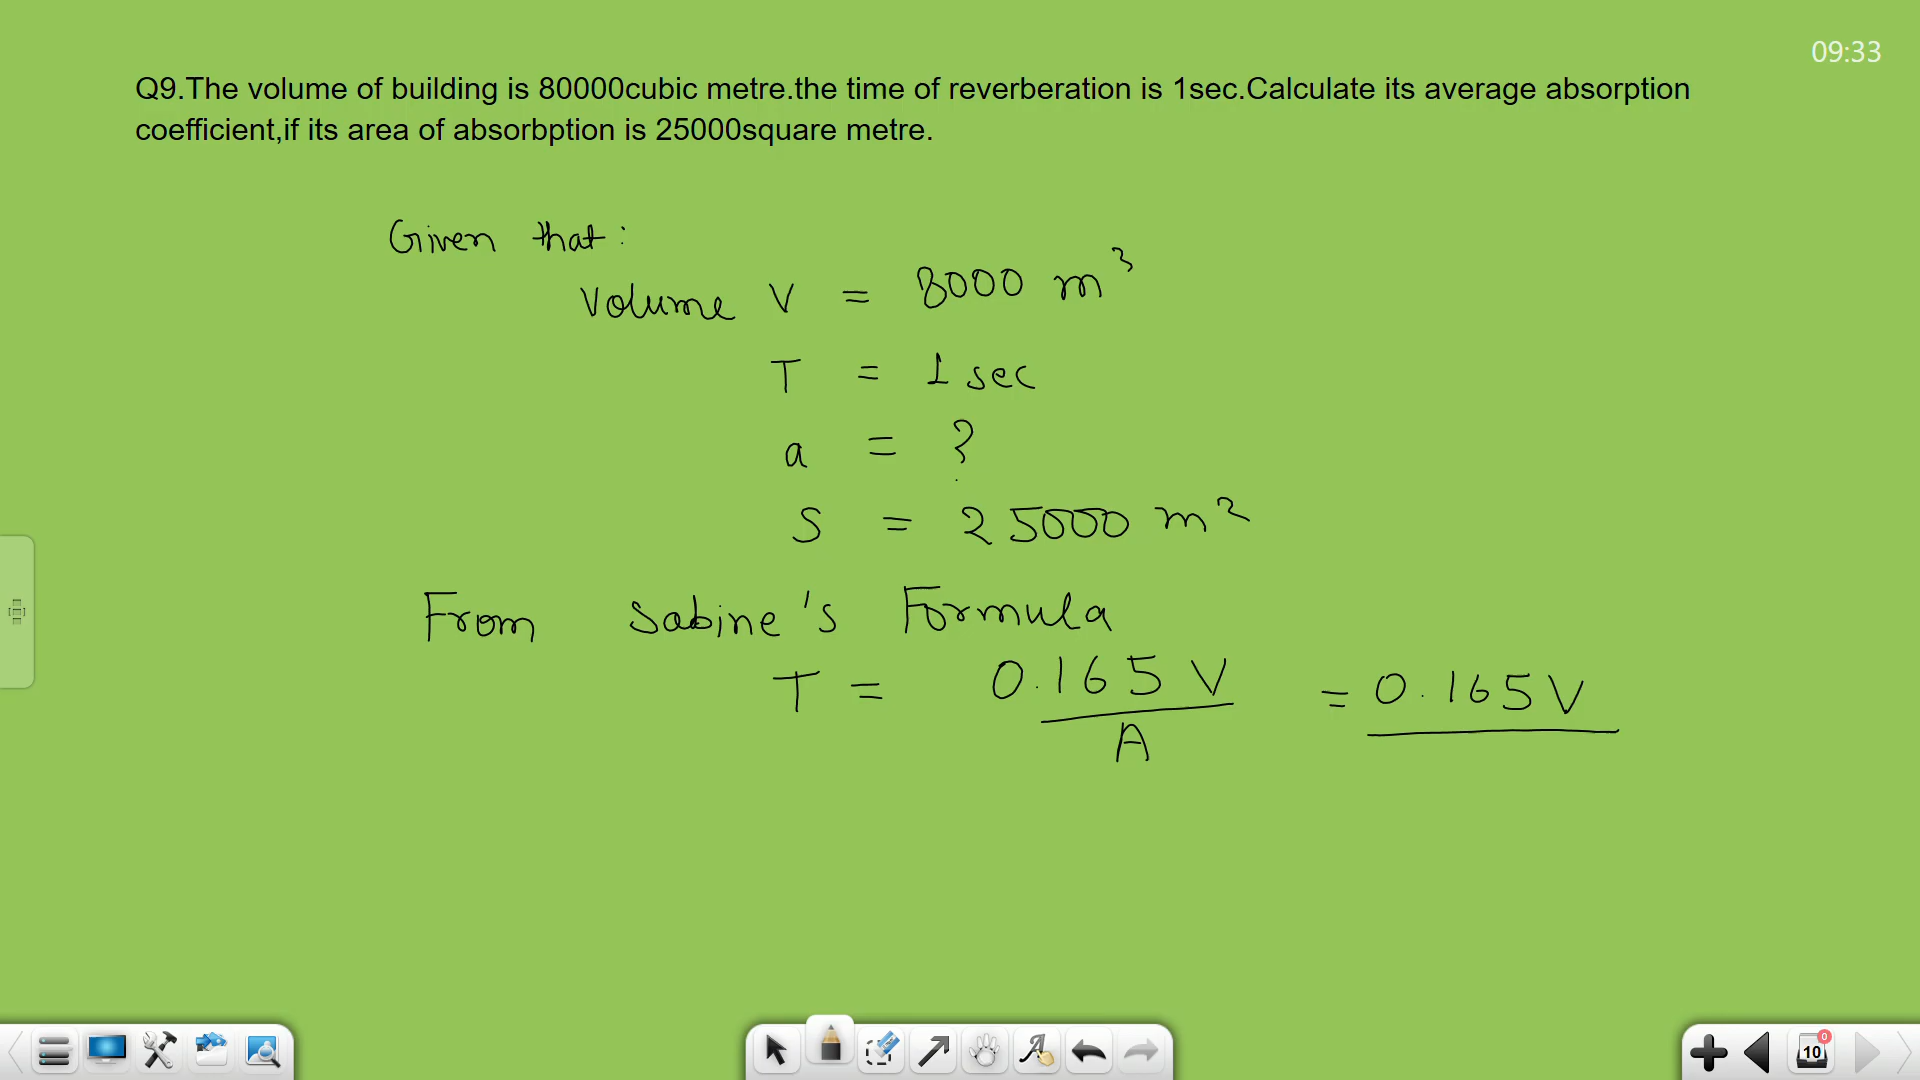 09:33
Q9.The volume of building is 80000cubic metre.the time of reverberation is 1sec.Calculate its average absorption
coefficient,if its area of absorbption is 25000square metre.
Given that:
Volume V = 8000 m³
T = 1 sec
a = ?
S = 25000 m²
From Sabine's Formula
T = 0.165 V / A = 0.165 V
10
0